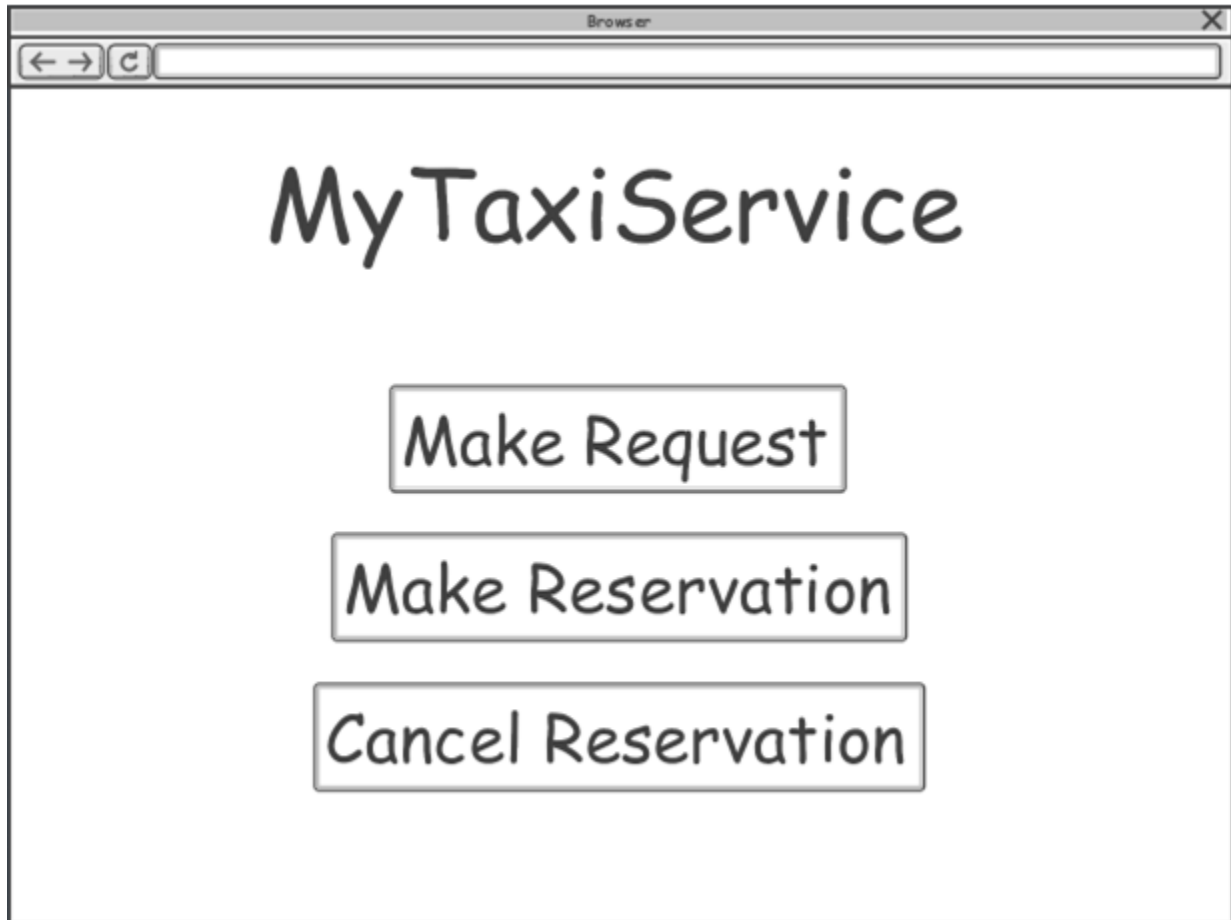 Browser
MyTaxiService
Make Request
Make Reservation
Cancel Reservation